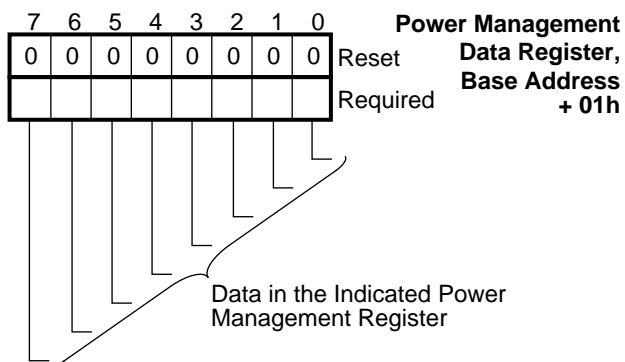 7 6 5 4 3 2 1 0
Power Management
Data Register,
Base Address
+ 01h
0 0 0 0 0 0 0 0 Reset
Required
Data in the Indicated Power
Management Register